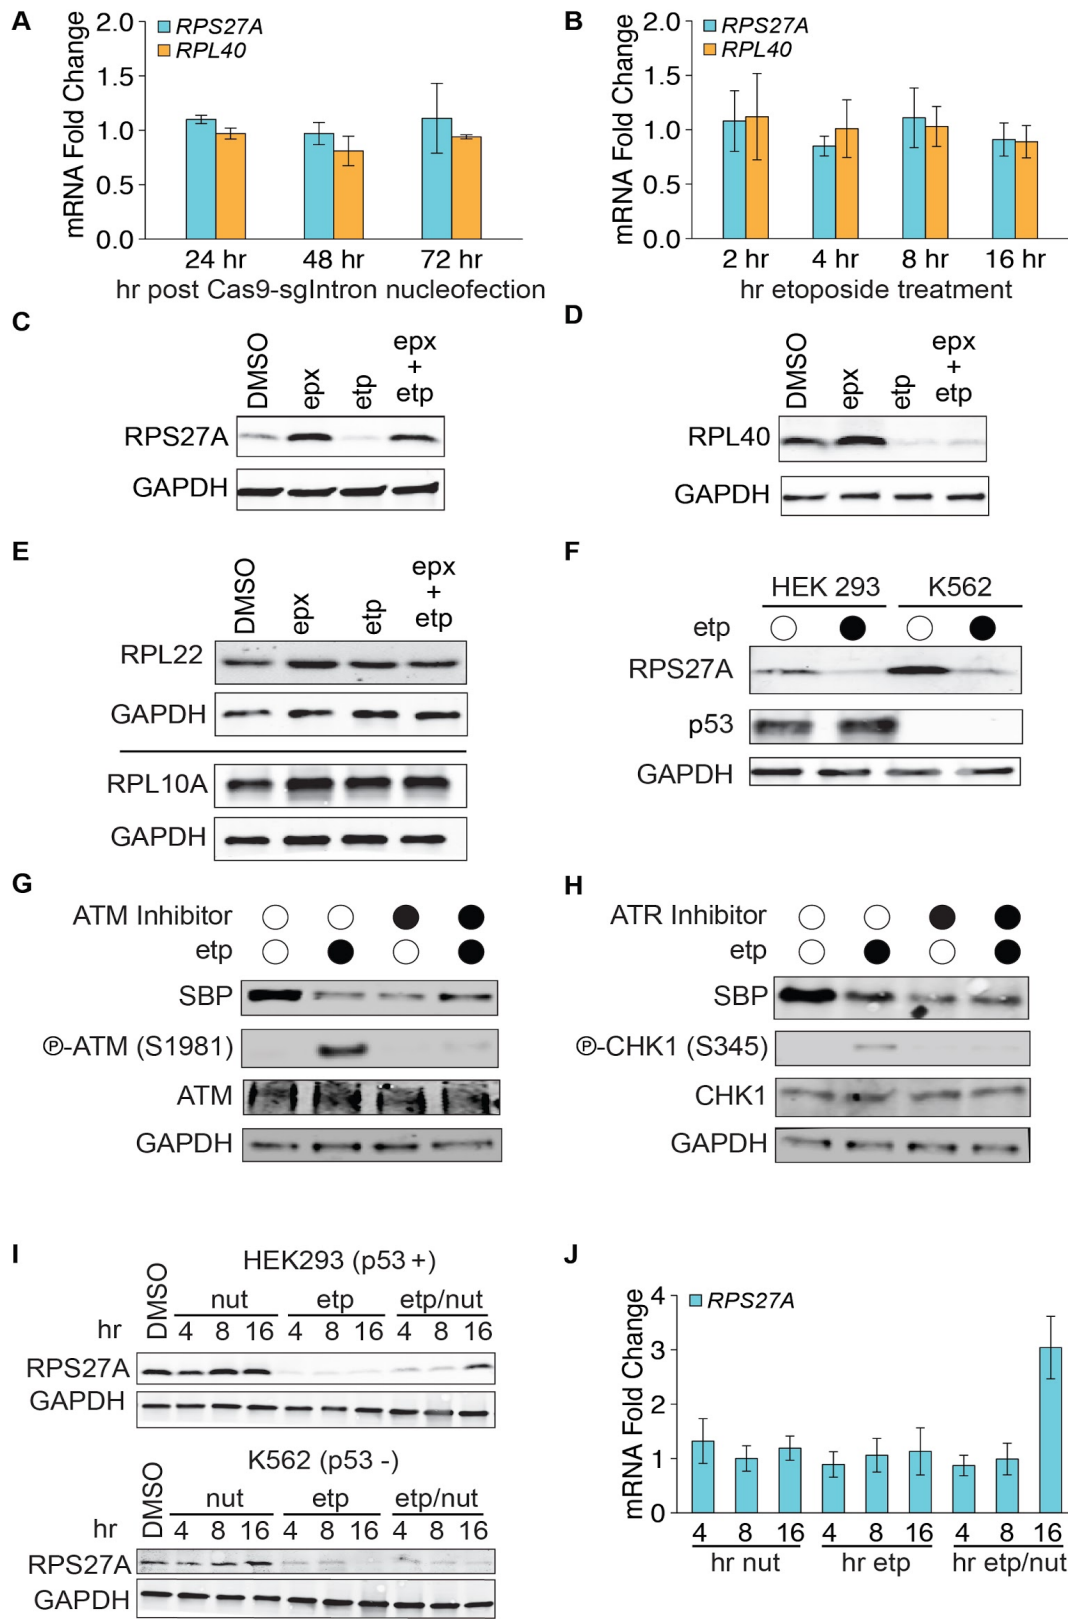 A
mRNA Fold Change
2.0
1.5
1.0
0.5
0.0
RPS27A
RPL40
24 hr 48 hr 72 hr
hr post Cas9-sgIntron nucleofection
B
mRNA Fold Change
2.0
1.5
1.0
0.5
0.0
RPS27A
RPL40
2 hr 4 hr 8 hr 16 hr
hr etoposide treatment
C
DMSO epx etp epx + etp
RPS27A
GAPDH
D
DMSO epx etp epx + etp
RPL40
GAPDH
E
DMSO epx etp epx + etp
RPL22
GAPDH
RPL10A
GAPDH
F
HEK 293 K562
etp
RPS27A
p53
GAPDH
G
ATM Inhibitor
etp
SBP
Ⓟ-ATM (S1981)
ATM
GAPDH
H
ATR Inhibitor
etp
SBP
Ⓟ-CHK1 (S345)
CHK1
GAPDH
I
HEK293 (p53 +)
DMSO nut etp etp/nut
hr 4 8 16 4 8 16 4 8 16
RPS27A
GAPDH
K562 (p53 -)
DMSO nut etp etp/nut
hr 4 8 16 4 8 16 4 8 16
RPS27A
GAPDH
J
mRNA Fold Change
4
3
2
1
0
RPS27A
4 8 16 4 8 16 4 8 16
hr nut hr etp hr etp/nut